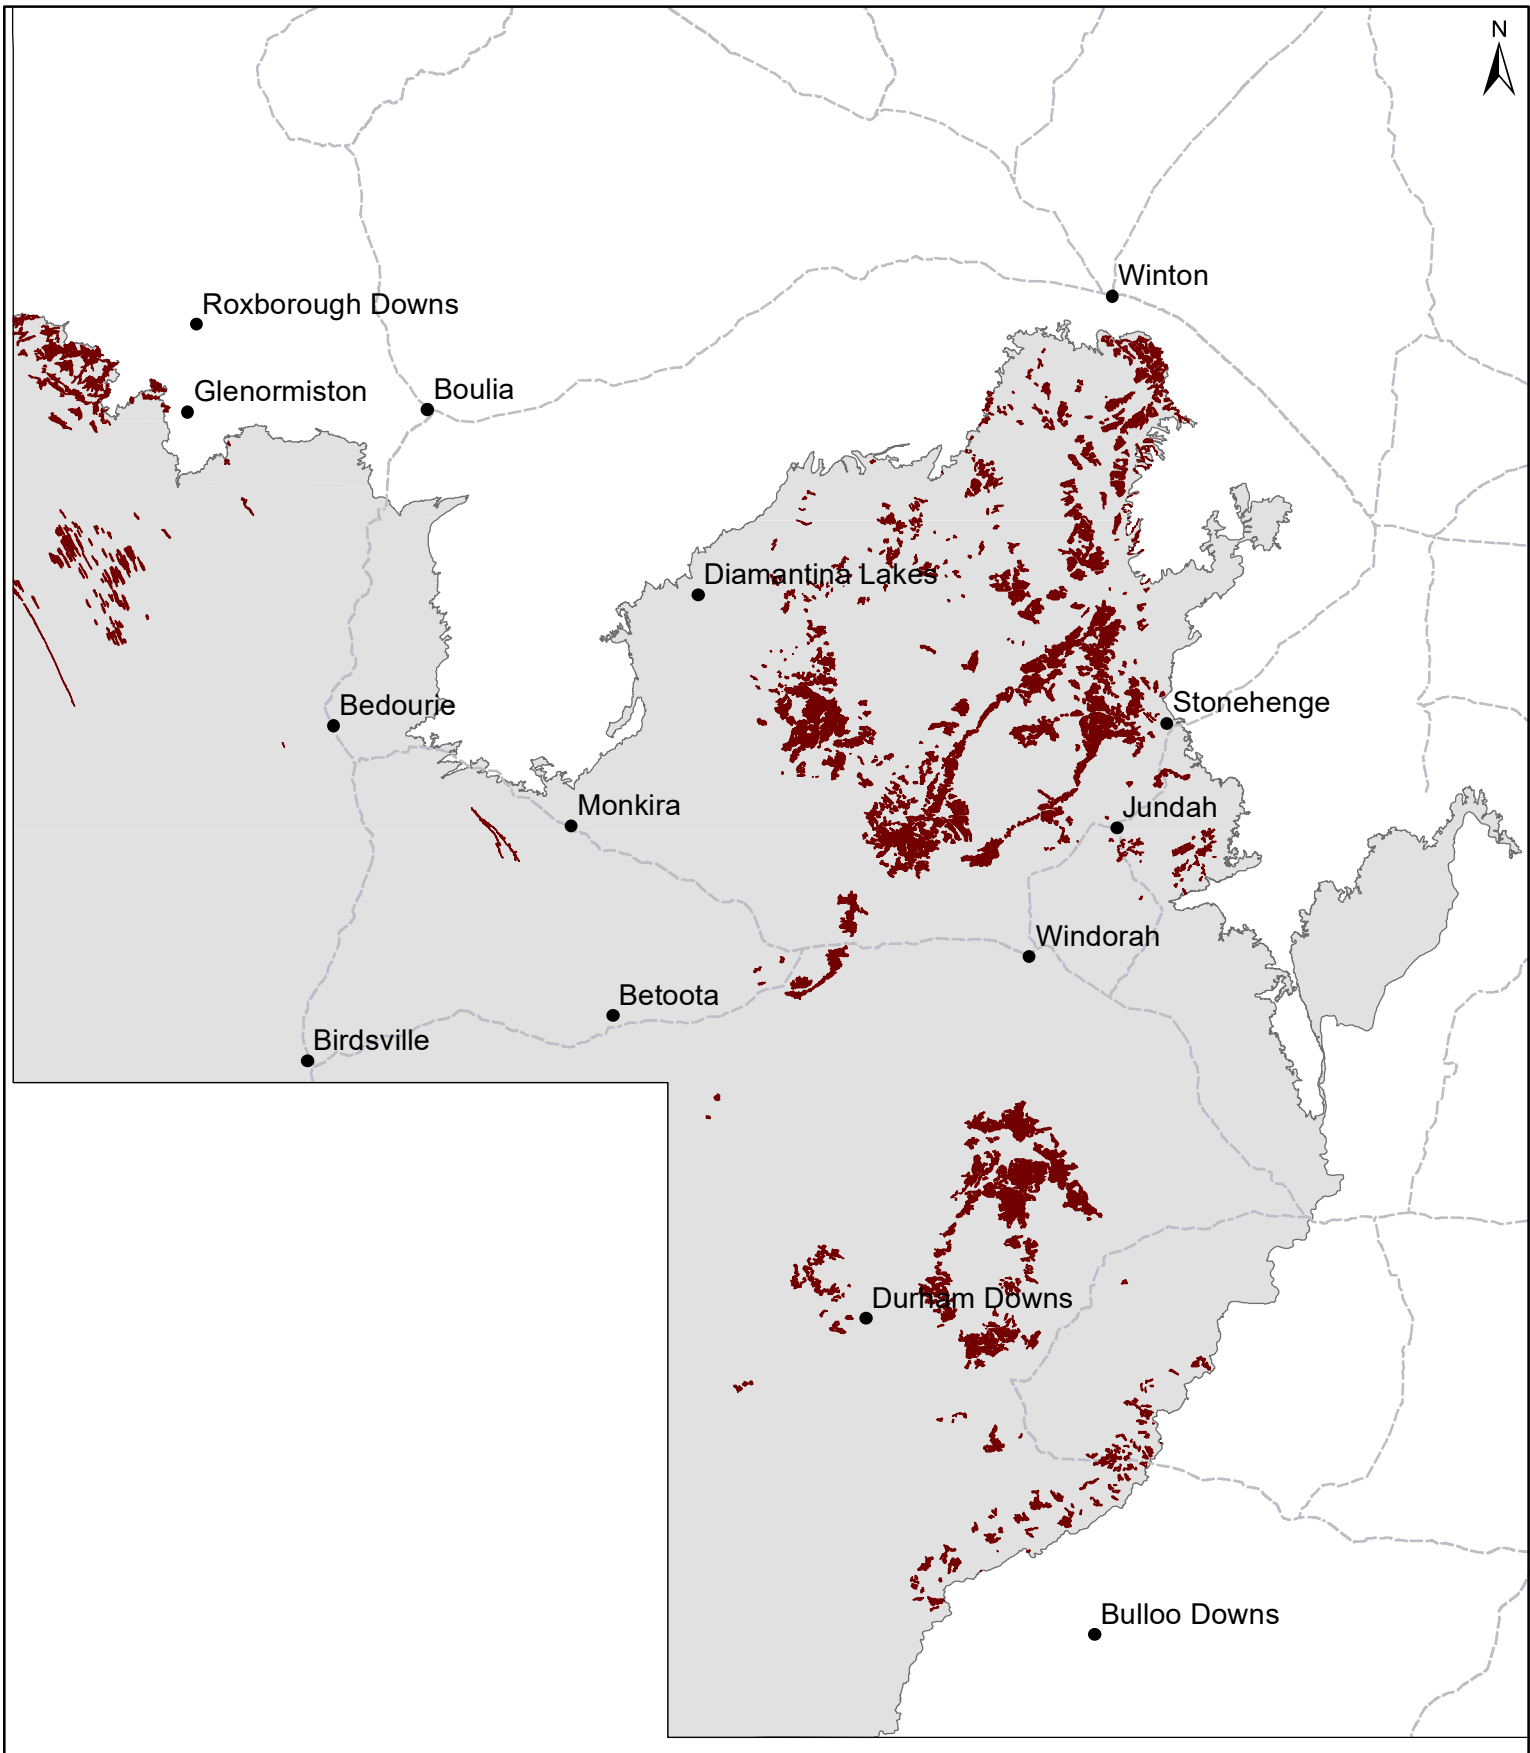 N
Winton
Roxborough Downs
Glenormiston
Boulia
Diamantina Lakes
Bedourie
Stonehenge
Monkira
Jundah
Windorah
Betoota
Birdsville
Durham Downs
Bulloo Downs